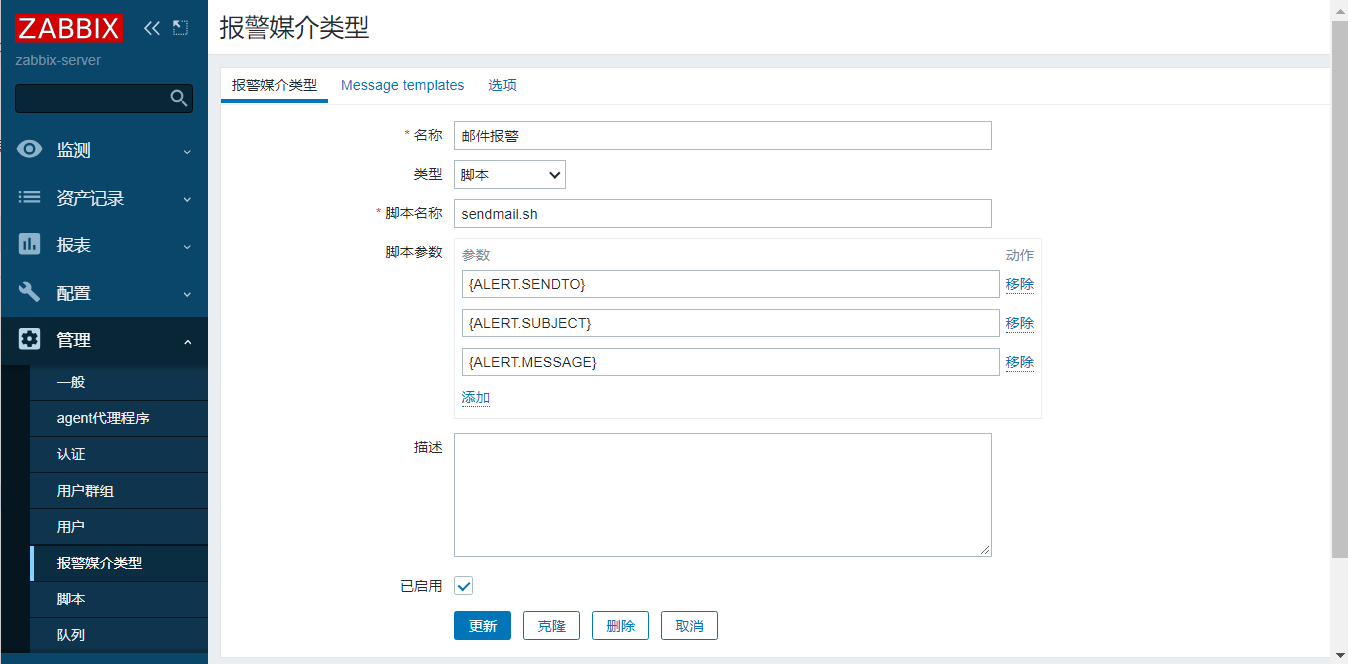 ZABBIX
zabbix-server
监测
资产记录
报表
配置
管理
一般
agent代理程序
认证
用户群组
用户
报警媒介类型
脚本
队列
报警媒介类型
报警媒介类型 Message templates 选项
* 名称 邮件报警
类型 脚本
* 脚本名称 sendmail.sh
脚本参数 参数 动作
{ALERT.SENDTO} 移除
{ALERT.SUBJECT} 移除
{ALERT.MESSAGE} 移除
添加
描述
已启用
更新 克隆 删除 取消